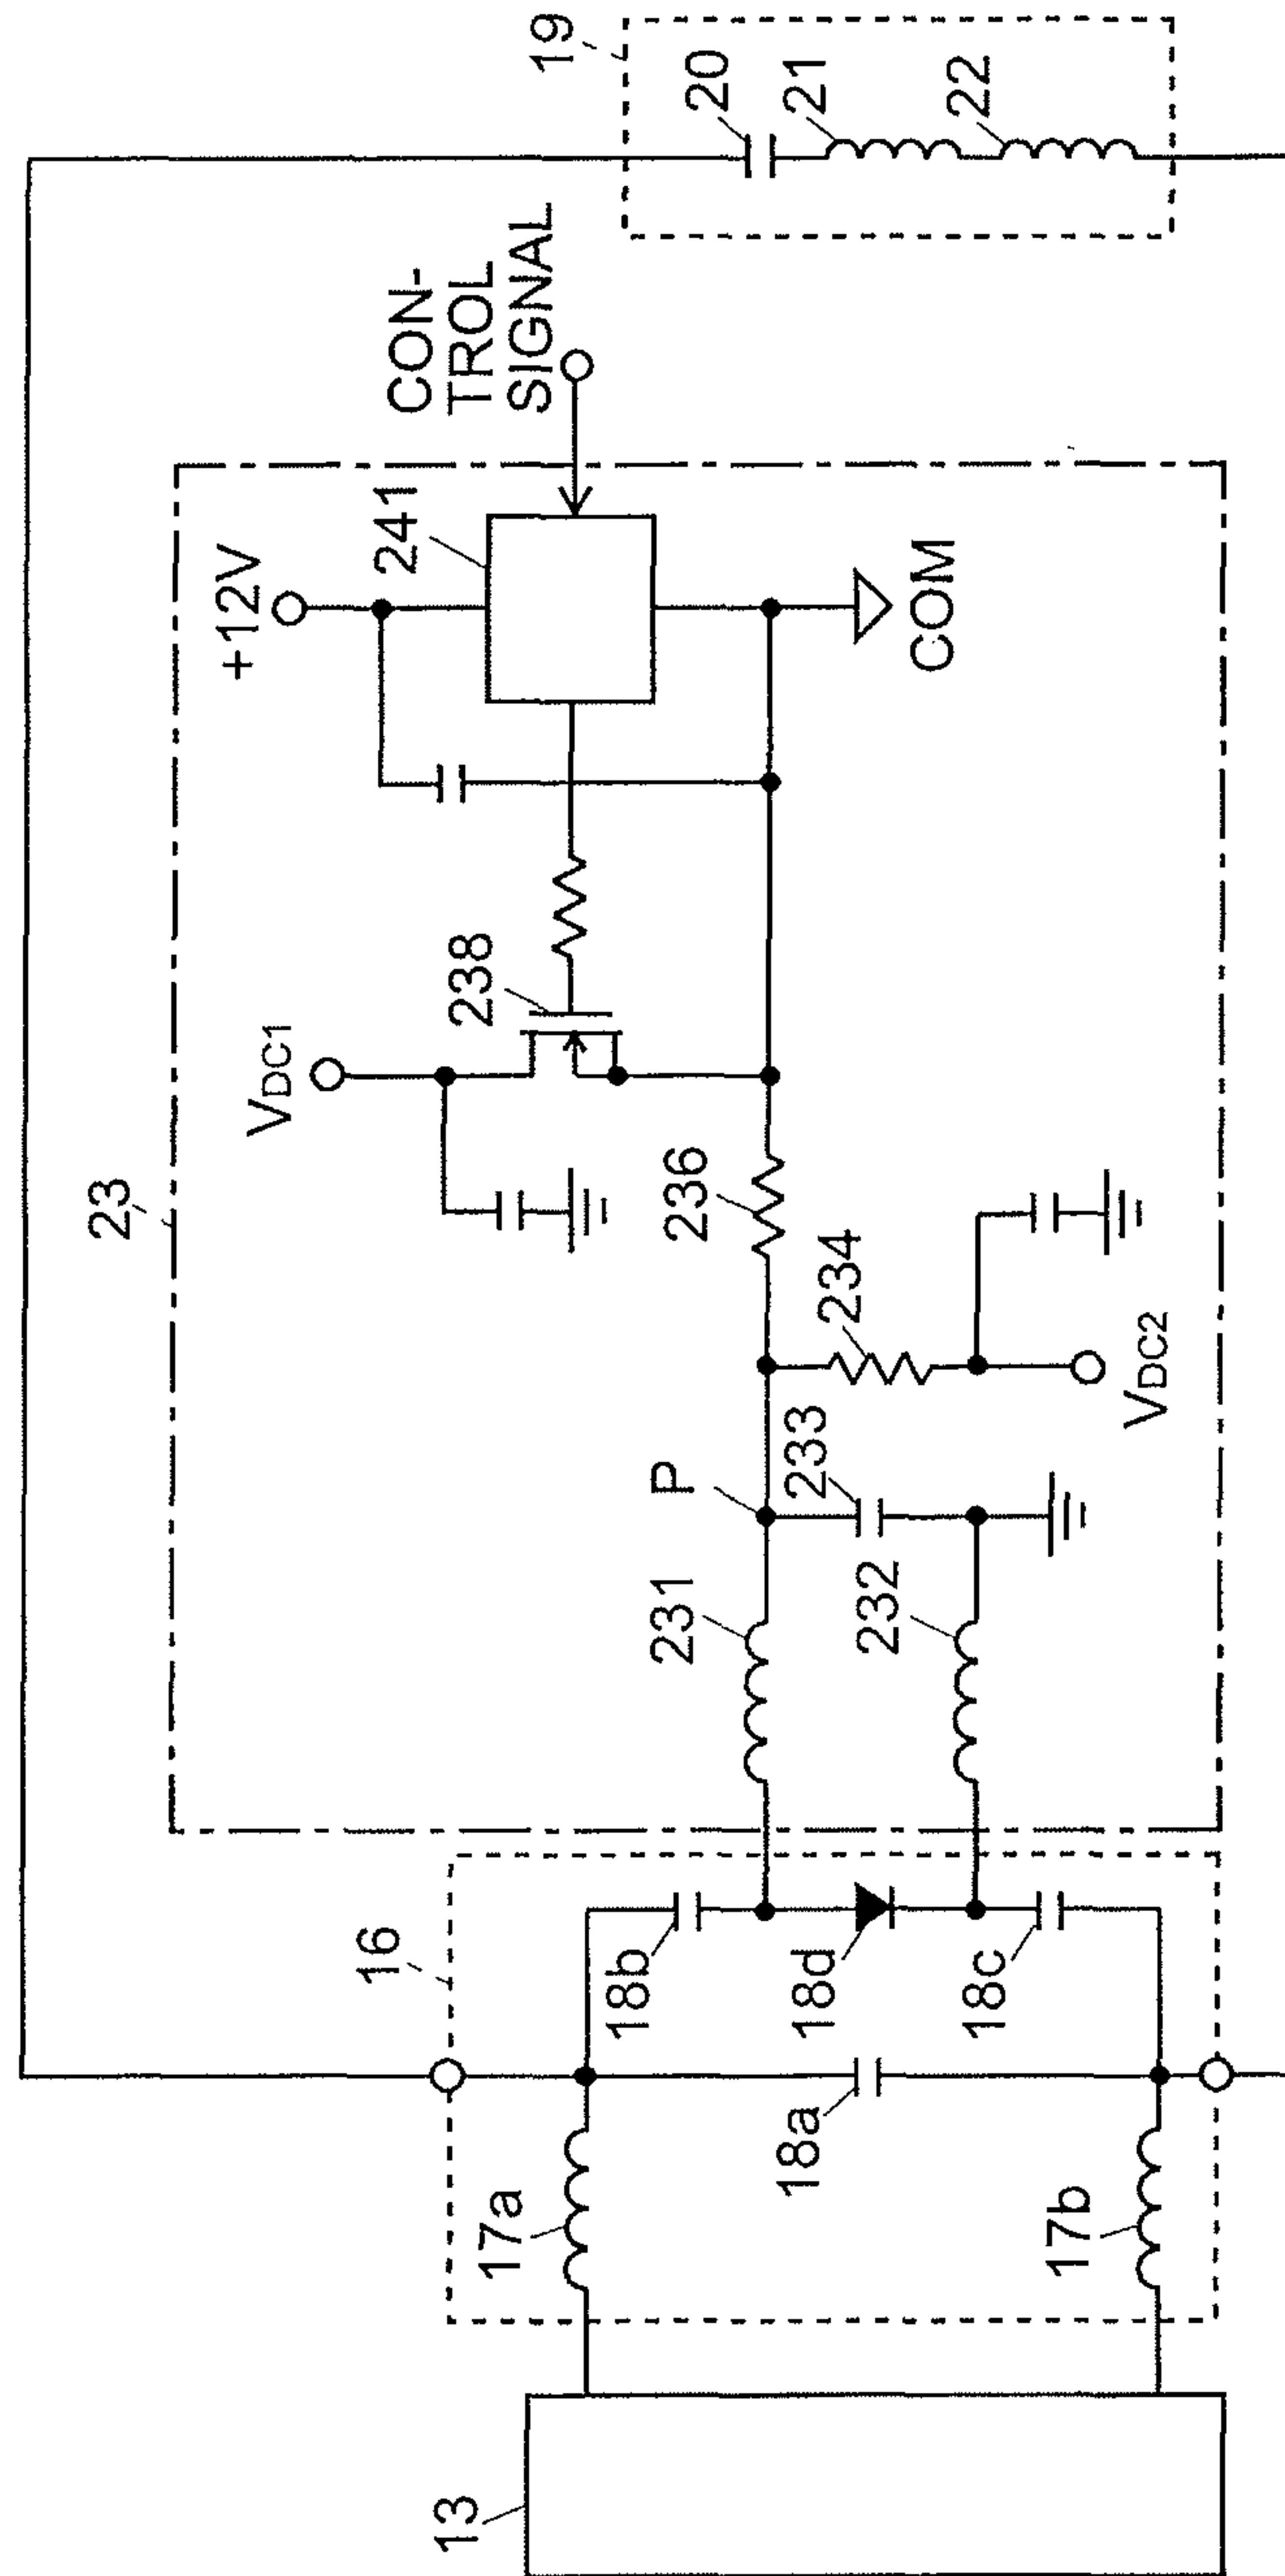 13
16
17a
17b
18a
18b
18d
18c
23
231
232
P
233
234
236
VDC2
VDC1
238
+12V
241
COM
CON-
TROL
SIGNAL
19
20
21
22